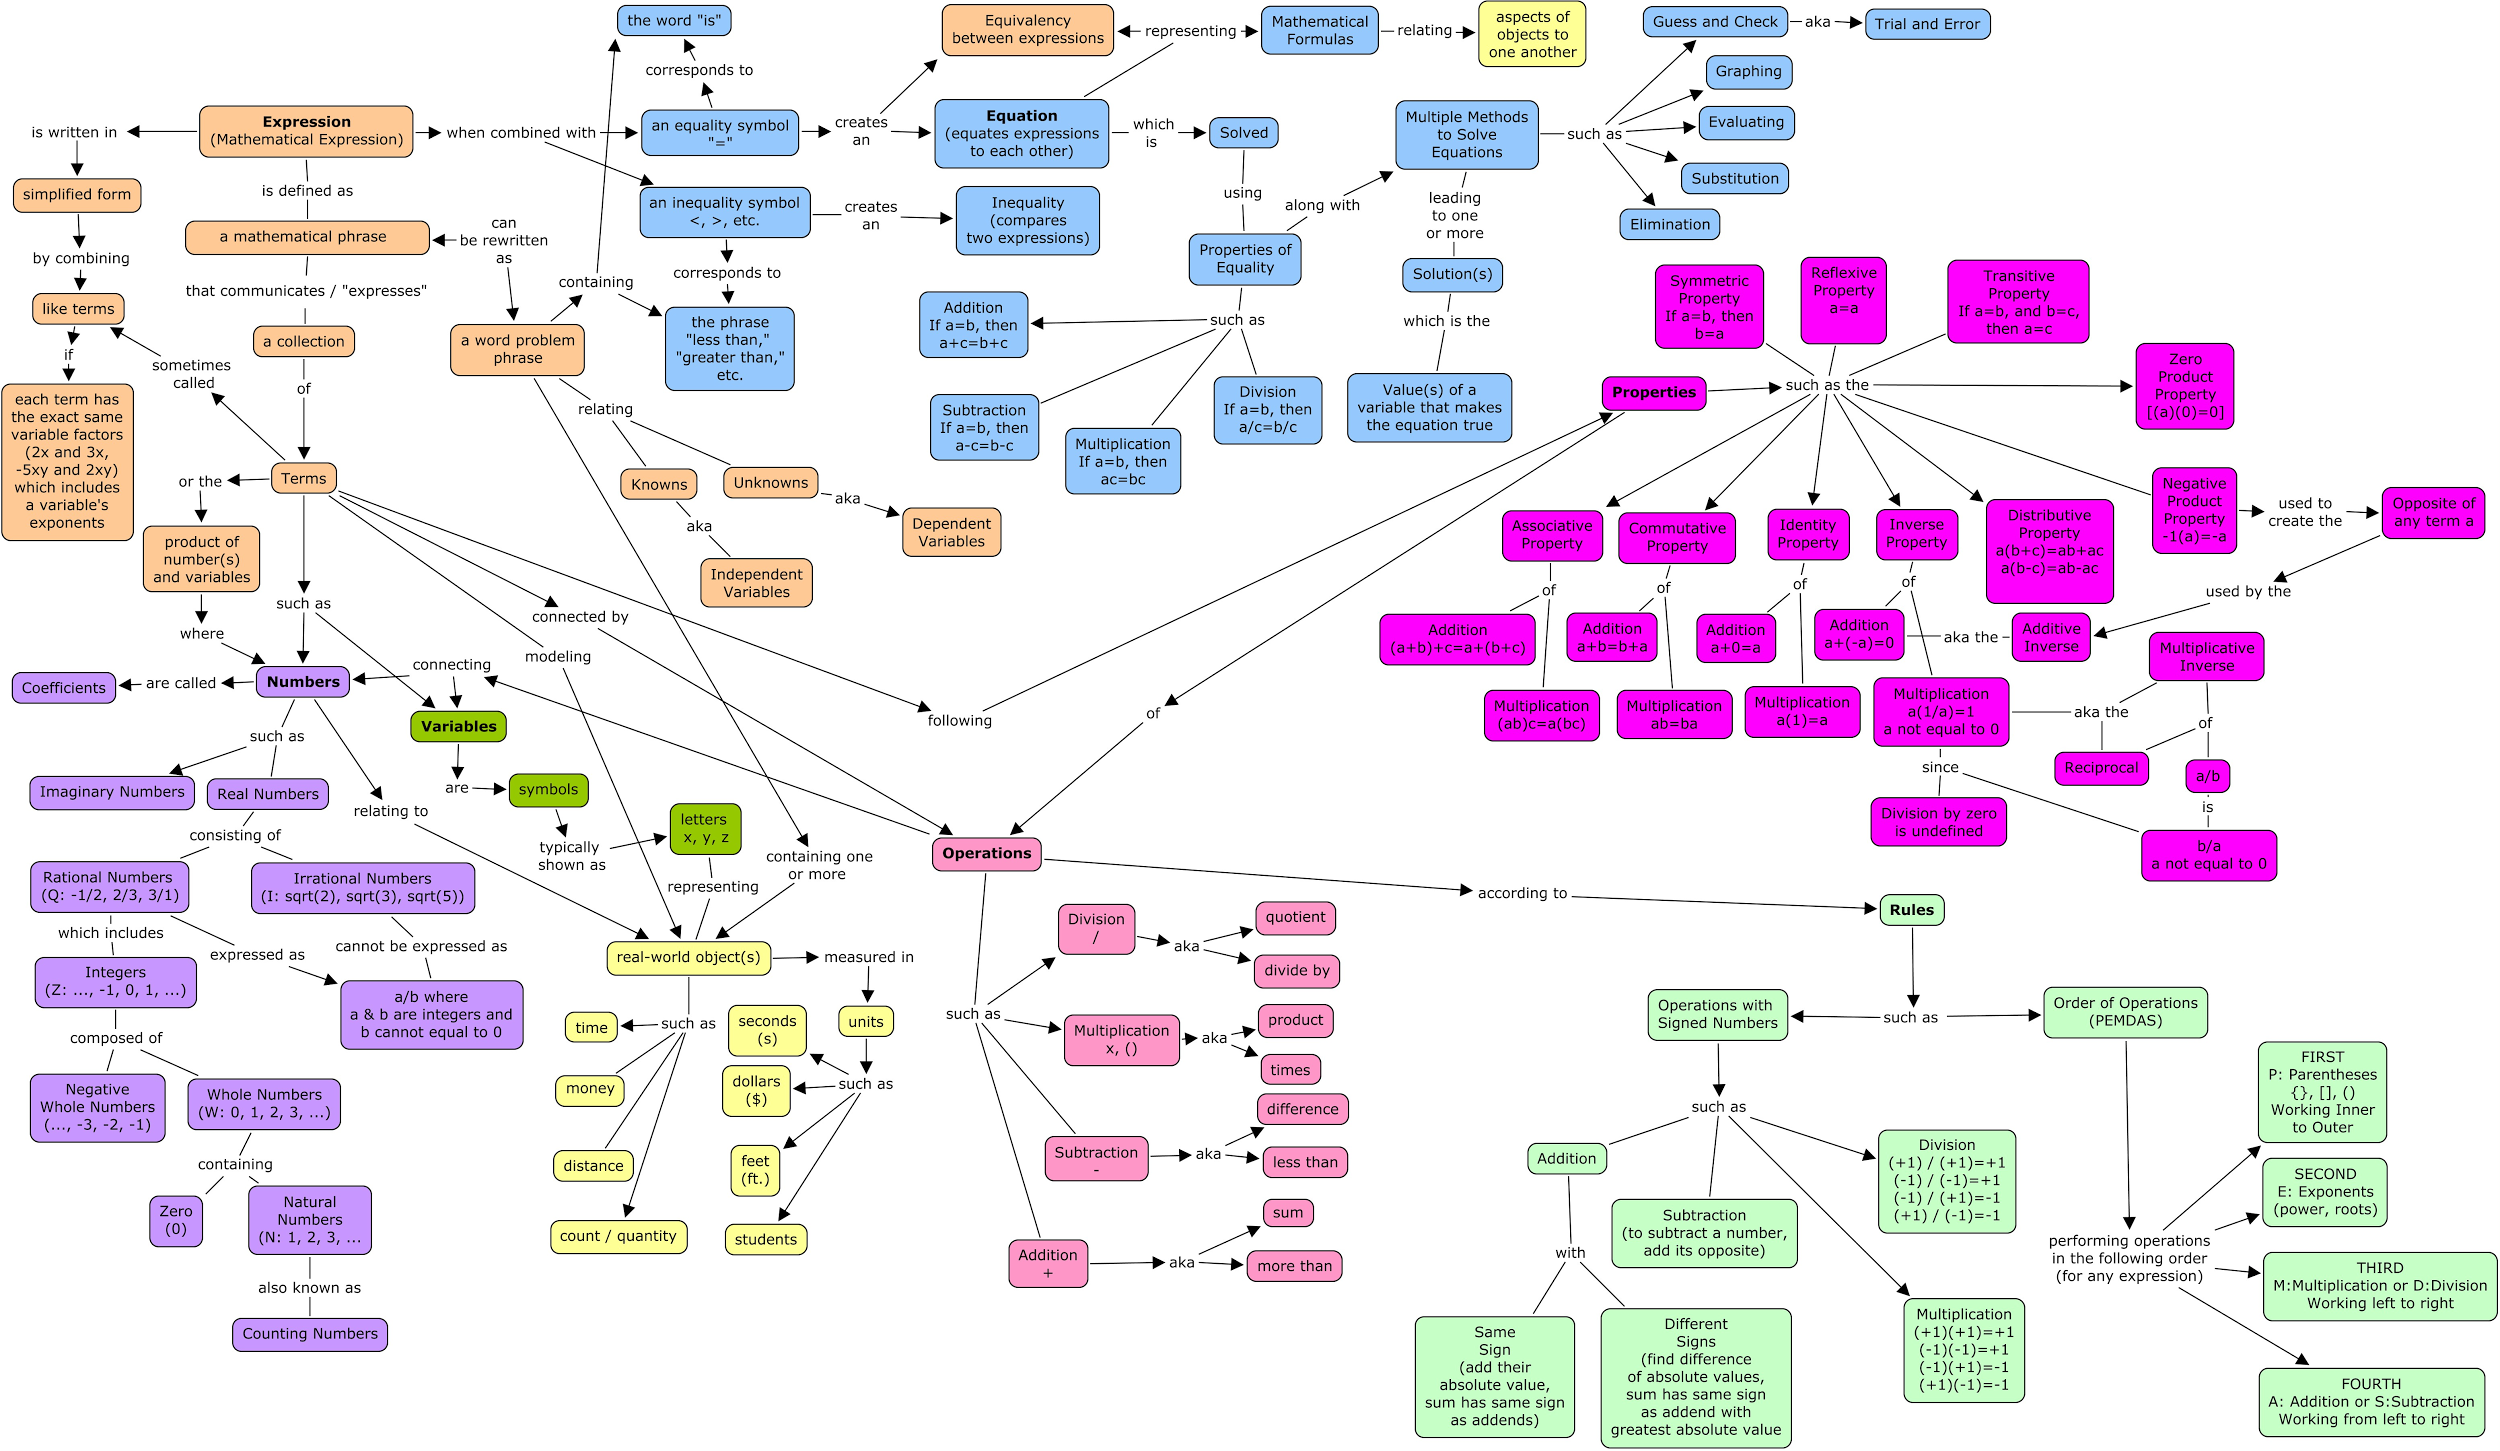 the word "is"
Equivalency
between expressions
representing
Mathematical
Formulas
relating
aspects of
objects to
one another
Guess and Check
aka
Trial and Error
corresponds to
Graphing
is written in
Expression
(Mathematical Expression)
when combined with
an equality symbol
"="
creates
an
Equation
(equates expressions
to each other)
which
is
Solved
Multiple Methods
to Solve
Equations
such as
Evaluating
Substitution
Elimination
simplified form
is defined as
a mathematical phrase
can
be rewritten
as
an inequality symbol
<, >, etc.
creates
an
Inequality
(compares
two expressions)
using
along with
leading
to one
or more
Properties of
Equality
Solution(s)
by combining
that communicates / "expresses"
containing
corresponds to
like terms
a collection
a word problem
phrase
the phrase
"less than,"
"greater than,"
etc.
Addition
If a=b, then
a+c=b+c
such as
which is the
Symmetric
Property
If a=b, then
b=a
Reflexive
Property
a=a
Transitive
Property
If a=b, and b=c,
then a=c
if
sometimes
called
of
relating
Subtraction
If a=b, then
a-c=b-c
Multiplication
If a=b, then
ac=bc
Division
If a=b, then
a/c=b/c
Value(s) of a
variable that makes
the equation true
Properties
such as the
Zero
Product
Property
[(a)(0)=0]
each term has
the exact same
variable factors
(2x and 3x,
-5xy and 2xy)
which includes
a variable's
exponents
or the
Terms
Knowns
Unknowns
aka
aka
Dependent
Variables
Independent
Variables
product of
number(s)
and variables
Associative
Property
Commutative
Property
Identity
Property
Inverse
Property
Distributive
Property
a(b+c)=ab+ac
a(b-c)=ab-ac
Negative
Product
Property
-1(a)=-a
used to
create the
Opposite of
any term a
such as
connected by
of
of
of
of
used by the
where
modeling
connecting
Addition
(a+b)+c=a+(b+c)
Addition
a+b=b+a
Addition
a+0=a
Addition
a+(-a)=0
aka the
Additive
Inverse
Multiplicative
Inverse
Coefficients
are called
Numbers
Variables
following
of
Multiplication
(ab)c=a(bc)
Multiplication
ab=ba
Multiplication
a(1)=a
Multiplication
a(1/a)=1
a not equal to 0
aka the
of
such as
Imaginary Numbers
Real Numbers
relating to
are
symbols
since
Reciprocal
a/b
is
Division by zero
is undefined
b/a
a not equal to 0
consisting of
typically
shown as
letters
x, y, z
containing one
or more
Operations
Rational Numbers
(Q: -1/2, 2/3, 3/1)
Irrational Numbers
(I: sqrt(2), sqrt(3), sqrt(5))
representing
according to
Rules
which includes
expressed as
cannot be expressed as
real-world object(s)
measured in
Division
/
aka
quotient
divide by
Integers
(Z: ..., -1, 0, 1, ...)
a/b where
a & b are integers and
b cannot equal to 0
time
such as
seconds
(s)
units
such as
Multiplication
x, ()
aka
product
times
Operations with
Signed Numbers
such as
Order of Operations
(PEMDAS)
composed of
Negative
Whole Numbers
(..., -3, -2, -1)
Whole Numbers
(W: 0, 1, 2, 3, ...)
money
dollars
($)
such as
difference
such as
FIRST
P: Parentheses
{}, [], ()
Working Inner
to Outer
containing
distance
feet
(ft.)
Subtraction
-
aka
less than
Addition
Division
(+1) / (+1)=+1
(-1) / (-1)=+1
(-1) / (+1)=-1
(+1) / (-1)=-1
SECOND
E: Exponents
(power, roots)
Zero
(0)
Natural
Numbers
(N: 1, 2, 3, ...
count / quantity
students
sum
Subtraction
(to subtract a number,
add its opposite)
performing operations
in the following order
(for any expression)
Addition
+
aka
more than
with
THIRD
M:Multiplication or D:Division
Working left to right
also known as
Counting Numbers
Same
Sign
(add their
absolute value,
sum has same sign
as addends)
Different
Signs
(find difference
of absolute values,
sum has same sign
as addend with
greatest absolute value
Multiplication
(+1)(+1)=+1
(-1)(-1)=+1
(-1)(+1)=-1
(+1)(-1)=-1
FOURTH
A: Addition or S:Subtraction
Working from left to right